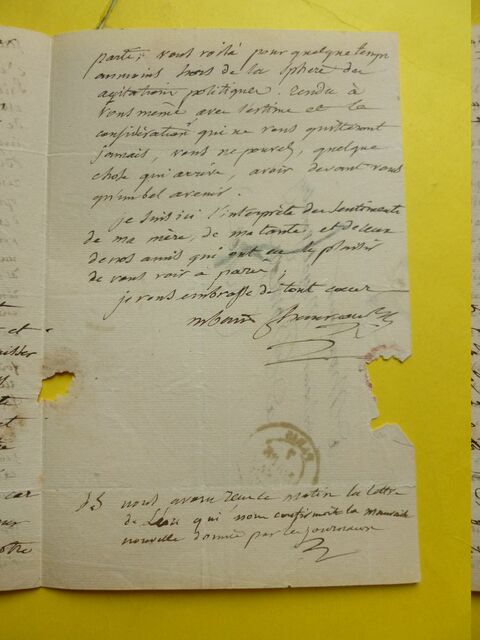 parti, vous voilà pour quelque temps
au moins hors de la sphère des
agitations politiques. rendu à
vous même avec l'estime et la
considération qui ne vous quitteront
jamais, vous ne pouvez, quelque
chose qui arrive, avoir devant vous
qu'un bel avenir.
je suis ici l'interprète des sentiments
de ma mère, de ma tante, et de ceux
de nos amis qui ont eu le plaisir
de vous voir à paris;
je vous embrasse de tout cœur
PARIS
PS nous avons reçu ce matin la lettre
de qui nous confirmait la mauvaise
nouvelle donnée par les journaux